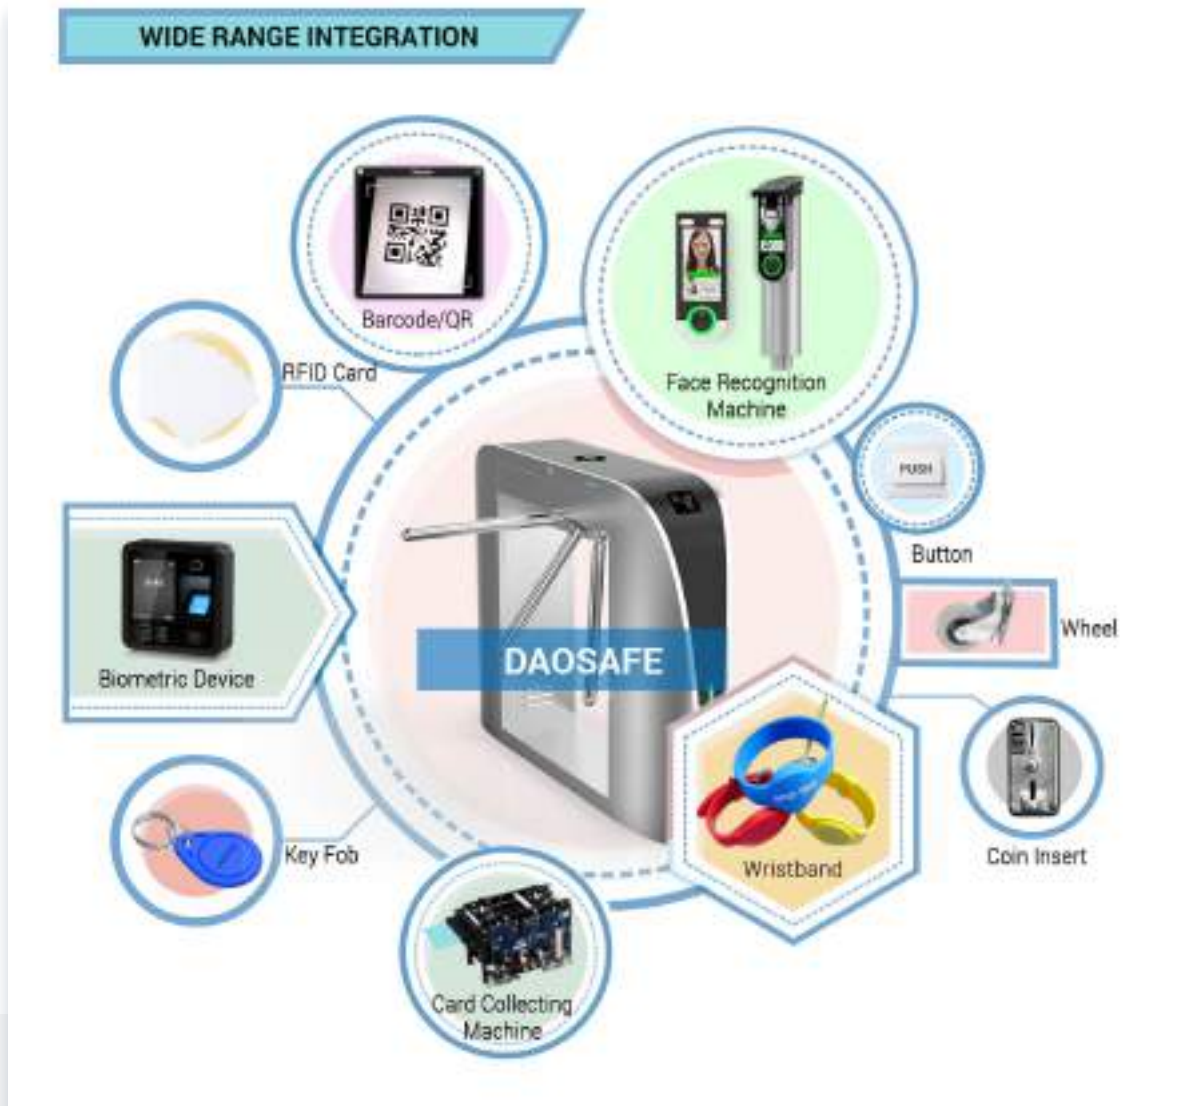 WIDE RANGE INTEGRATION
Barcode/QR
Face Recognition
Machine
RFID Card
PUSH
Button
Biometric Device
DAOSAFE
Wheel
Wristband
Key Fob
Coin Insert
Card Collecting
Machine